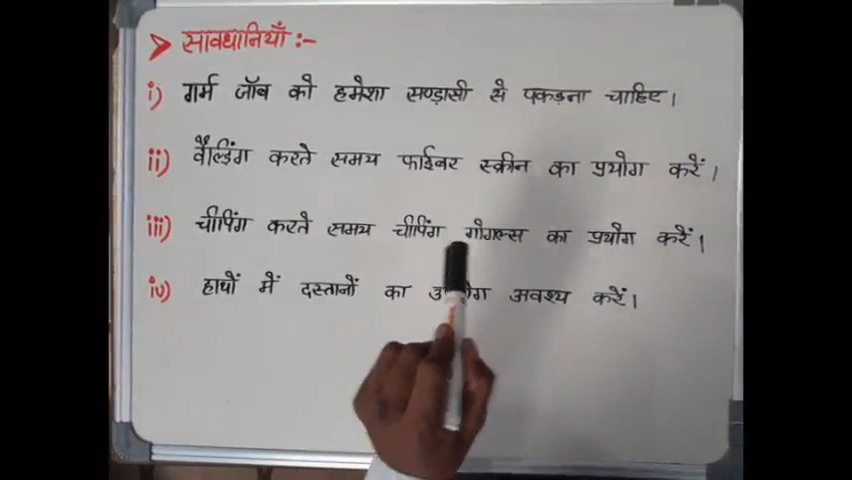 ➤ सावधानियाँ :-
i) गर्म जॉब को हमेशा सण्ड़ासी से पकड़ना चाहिए।
ii) वैल्डिंग करते समय फाईबर स्क्रीन का प्रयोग करें।
iii) चीपिंग करते समय चीपिंग गोगल्स का प्रयोग करें।
iv) हाथों में दस्तानों का अवश्य करें।